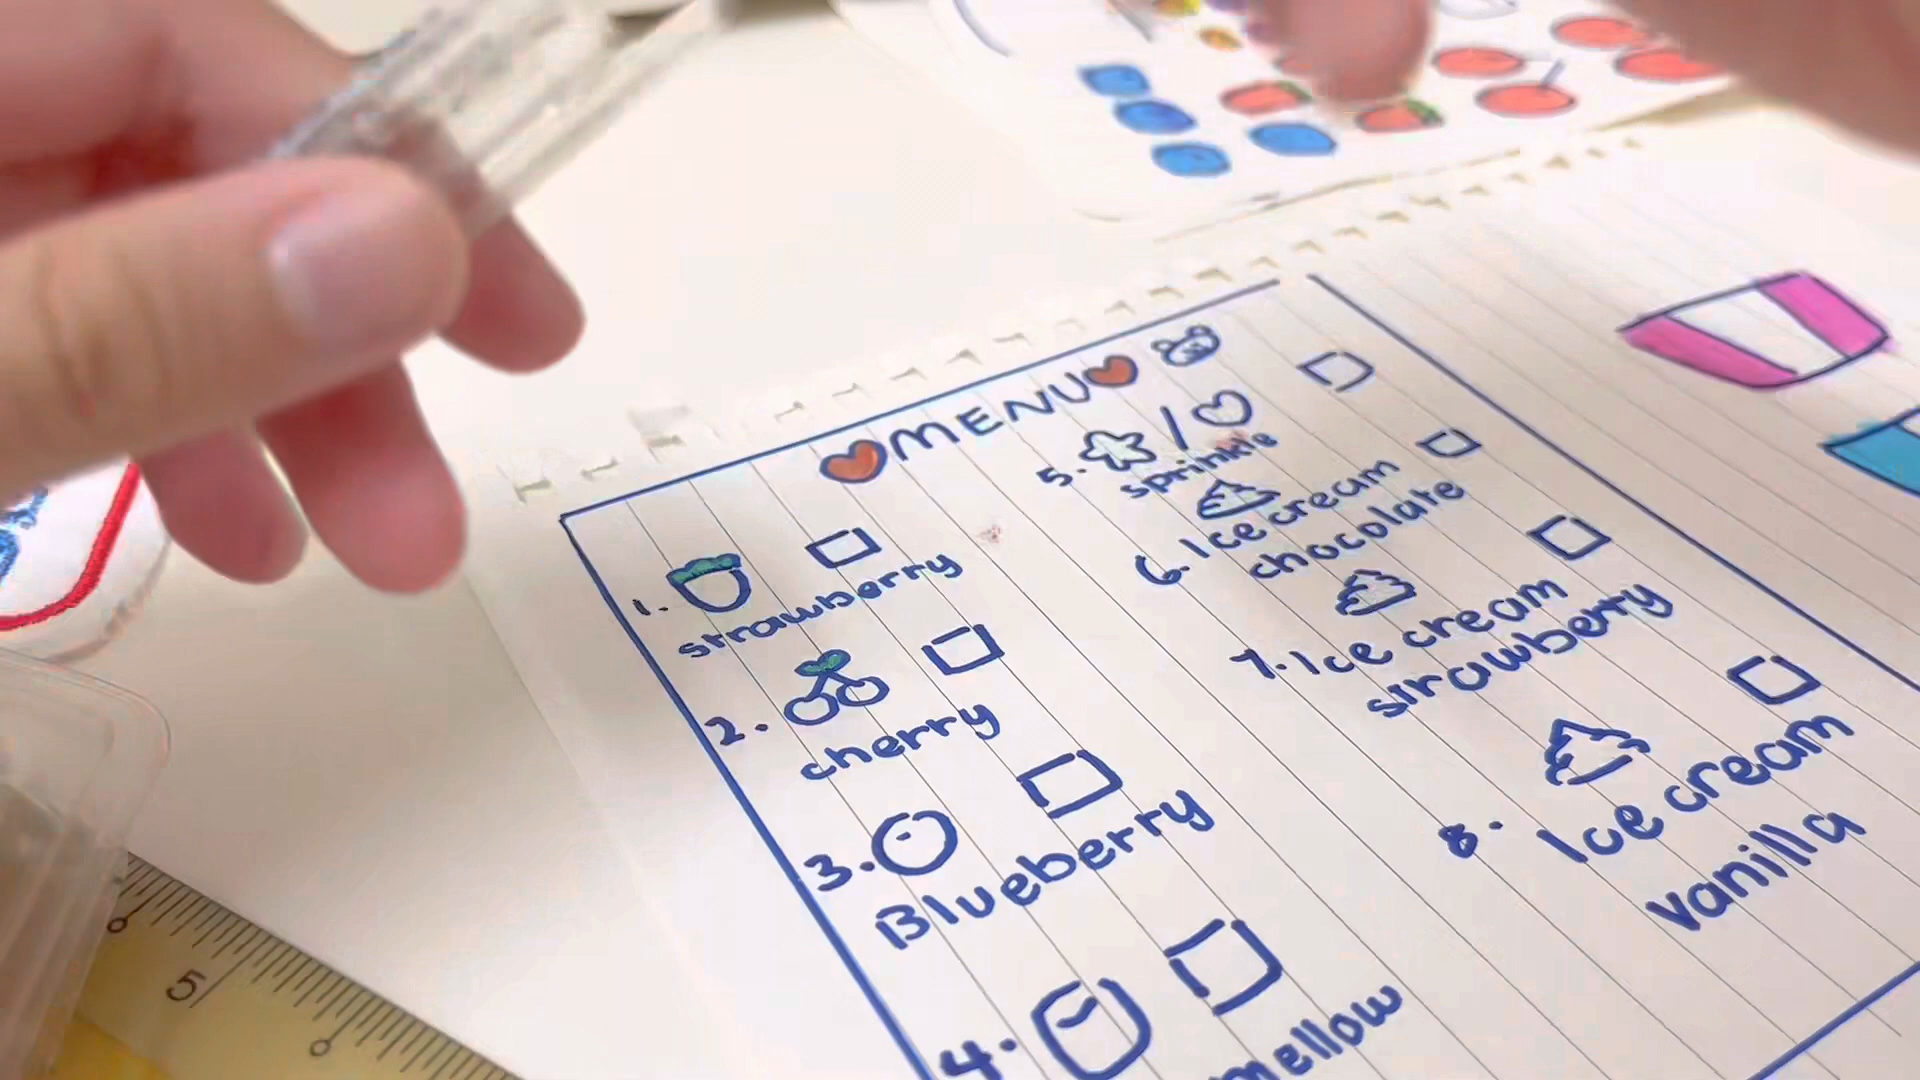 MENU
1.
strawberry
2.
cherry
3.
Blueberry
4.
mellow
5. /
sprinkle
6. Ice cream
chocolate
7. Ice cream
strawberry
8. Ice cream
vanilla
5